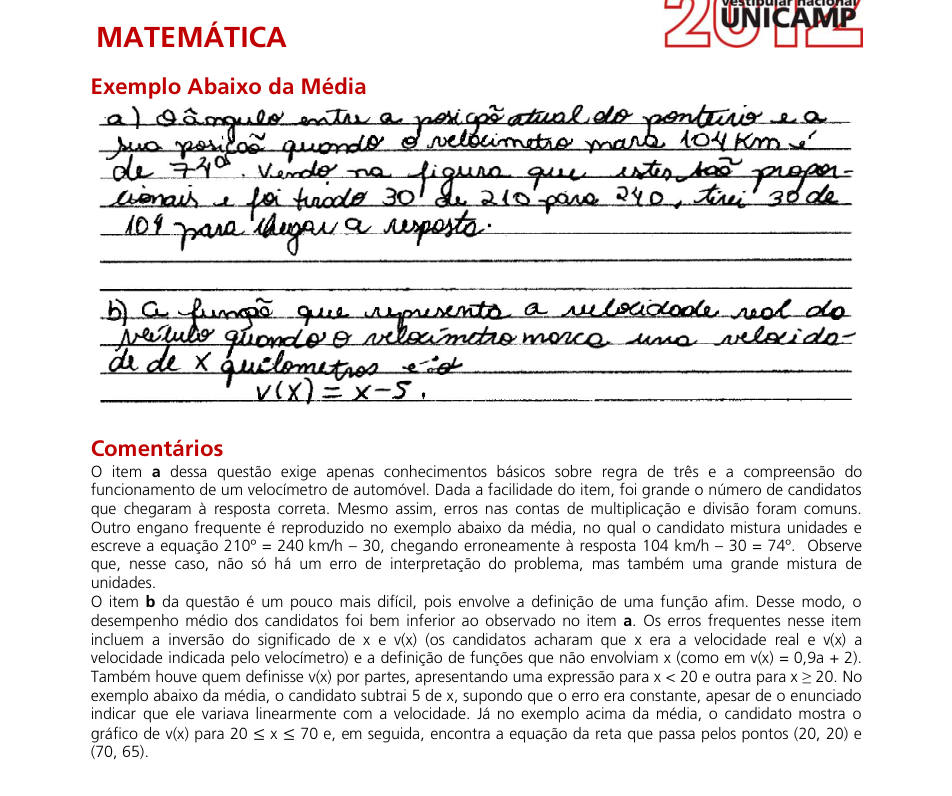 vestibular nacional
2012
UNICAMP
MATEMÁTICA
Exemplo Abaixo da Média
a) O ângulo entre a posição atual do ponteiro e a
sua posição quando o velocímetro marca 104 Km é
de 74º. Vendo na figura que estes são propor-
cionais e foi tirado 30 de 210 para 240, tirei 30 de
104 para chegar a resposta.
b) A função que representa a velocidade real do
veículo quando o velocímetro marca uma velocida-
de de x quilometros é
v(x) = x-5.
Comentários
O item a dessa questão exige apenas conhecimentos básicos sobre regra de três e a compreensão do
funcionamento de um velocímetro de automóvel. Dada a facilidade do item, foi grande o número de candidatos
que chegaram à resposta correta. Mesmo assim, erros nas contas de multiplicação e divisão foram comuns.
Outro engano frequente é reproduzido no exemplo abaixo da média, no qual o candidato mistura unidades e
escreve a equação 210º = 240 km/h – 30, chegando erroneamente à resposta 104 km/h – 30 = 74º. Observe
que, nesse caso, não só há um erro de interpretação do problema, mas também uma grande mistura de
unidades.
O item b da questão é um pouco mais difícil, pois envolve a definição de uma função afim. Desse modo, o
desempenho médio dos candidatos foi bem inferior ao observado no item a. Os erros frequentes nesse item
incluem a inversão do significado de x e v(x) (os candidatos acharam que x era a velocidade real e v(x) a
velocidade indicada pelo velocímetro) e a definição de funções que não envolviam x (como em v(x) = 0,9a + 2).
Também houve quem definisse v(x) por partes, apresentando uma expressão para x < 20 e outra para x ≥ 20. No
exemplo abaixo da média, o candidato subtrai 5 de x, supondo que o erro era constante, apesar do enunciado
indicar que ele variava linearmente com a velocidade. Já no exemplo acima da média, o candidato mostra o
gráfico de v(x) para 20 ≤ x ≤ 70 e, em seguida, encontra a equação da reta que passa pelos pontos (20, 20) e
(70, 65).